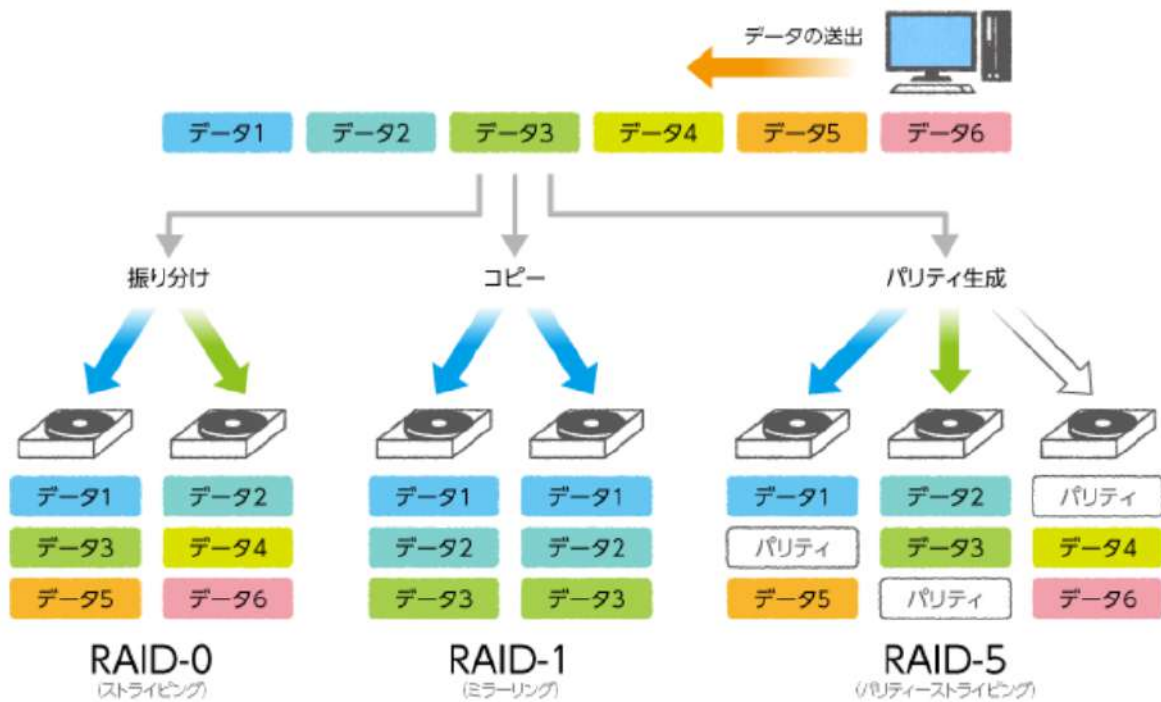 データの送出
データ1 データ2 データ3 データ4 データ5 データ6
振り分け コピー パリティ生成
データ1 データ2 データ1 データ1 データ1 データ2 パリティ
データ3 データ4 データ2 データ2 パリティ データ3 データ4
データ5 データ6 データ3 データ3 データ5 パリティ データ6
RAID-0 RAID-1 RAID-5
(ストライピング) (ミラーリング) (パリティーストライピング)